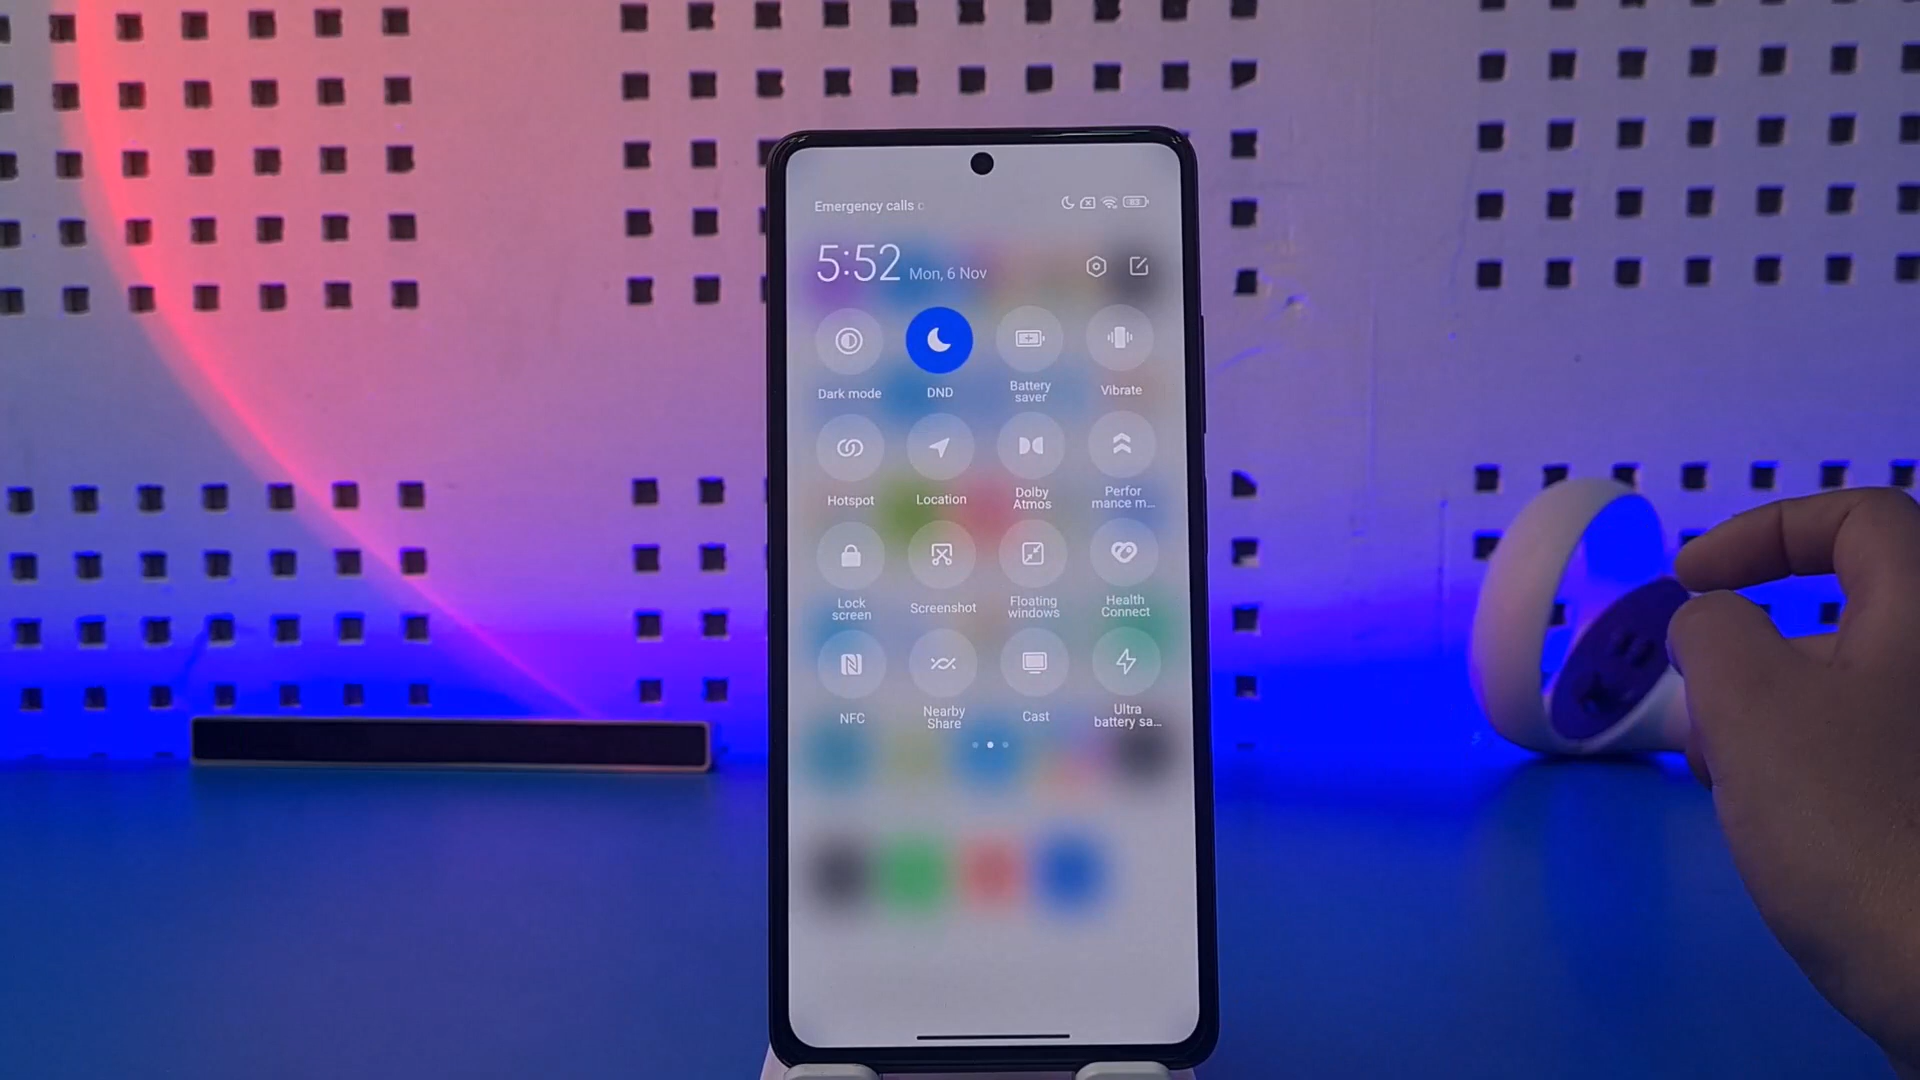 Emergency calls
83
5:52 Mon, 6 Nov
Dark mode
DND
Battery
saver
Vibrate
Hotspot
Location
Dolby
Atmos
Perfor
mance m...
Lock
screen
Screenshot
Floating
windows
Health
Connect
NFC
Nearby
Share
Cast
Ultra
battery sa...